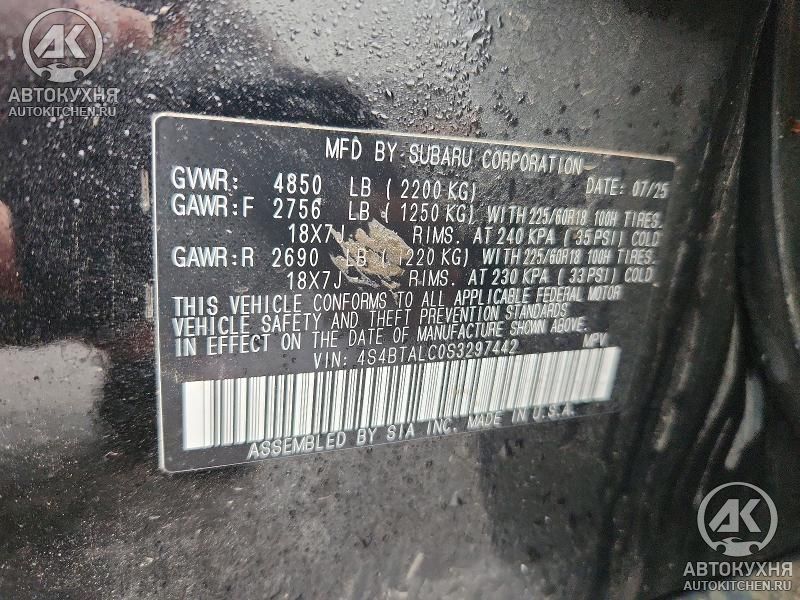 AK
АВТОКУХНЯ
AUTOKITCHEN.RU
MFD BY: SUBARU CORPORATION
GVWR: 4850 LB ( 2200 KG) DATE: 07/25
GAWR: F 2756 LB ( 1250 KG) WITH 225/60R18 100H TIRES.
18X7J RIMS. AT 240 KPA ( 35 PSI) COLD
GAWR: R 2690 LB ( 1220 KG) WITH 225/60R18 100H TIRES.
18X7J RIMS. AT 230 KPA ( 33 PSI) COLD
THIS VEHICLE CONFORMS TO ALL APPLICABLE FEDERAL MOTOR
VEHICLE SAFETY AND THEFT PREVENTION STANDARDS
IN EFFECT ON THE DATE OF MANUFACTURE SHOWN ABOVE.
VIN: 4S4BTALC0S3297442 MPV
ASSEMBLED BY SIA INC. MADE IN U.S.A.
AK
АВТОКУХНЯ
AUTOKITCHEN.RU